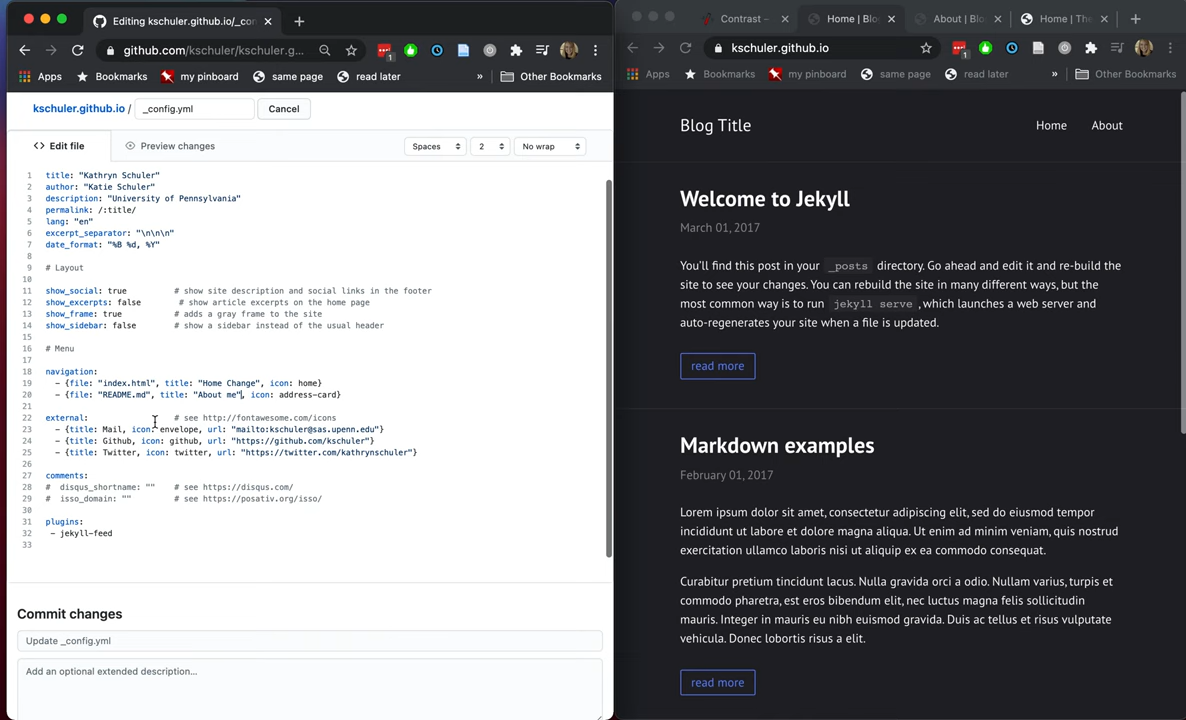 Editing kschuler.github.io/_con
github.com/kschuler/kschuler.g...
Apps
Bookmarks
my pinboard
same page
read later
»
Other Bookmarks
kschuler.github.io /
_config.yml
Cancel
<> Edit file
Preview changes
Spaces
2
No wrap
1 title: "Kathryn Schuler"
2 author: "Katie Schuler"
3 description: "University of Pennsylvania"
4 permalink: /:title/
5 lang: "en"
6 excerpt_separator: "\n\n\n"
7 date_format: "%B %d, %Y"
8
9 # Layout
10
11 show_social: true # show site description and social links in the footer
12 show_excerpts: false # show article excerpts on the home page
13 show_frame: true # adds a gray frame to the site
14 show_sidebar: false # show a sidebar instead of the usual header
15
16 # Menu
17
18 navigation:
19 - {file: "index.html", title: "Home Change", icon: home}
20 - {file: "README.md", title: "About me", icon: address-card}
21
22 external: # see http://fontawesome.com/icons
23 - {title: Mail, icon: envelope, url: "mailto:kschuler@sas.upenn.edu"}
24 - {title: Github, icon: github, url: "https://github.com/kschuler"}
25 - {title: Twitter, icon: twitter, url: "https://twitter.com/kathrynschuler"}
26
27 comments:
28 # disqus_shortname: "" # see https://disqus.com/
29 # isso_domain: "" # see https://posativ.org/isso/
30
31 plugins:
32 - jekyll-feed
33
Commit changes
Update _config.yml
Add an optional extended description...
Contrast –
Home | Blo
About | Blo
Home | The
kschuler.github.io
Apps
Bookmarks
my pinboard
same page
read later
»
Other Bookmarks
Blog Title
Home
About
Welcome to Jekyll
March 01, 2017
You'll find this post in your _posts directory. Go ahead and edit it and re-build the
site to see your changes. You can rebuild the site in many different ways, but the
most common way is to run jekyll serve, which launches a web server and
auto-regenerates your site when a file is updated.
read more
Markdown examples
February 01, 2017
Lorem ipsum dolor sit amet, consectetur adipiscing elit, sed do eiusmod tempor
incididunt ut labore et dolore magna aliqua. Ut enim ad minim veniam, quis nostrud
exercitation ullamco laboris nisi ut aliquip ex ea commodo consequat.
Curabitur pretium tincidunt lacus. Nulla gravida orci a odio. Nullam varius, turpis et
commodo pharetra, est eros bibendum elit, nec luctus magna felis sollicitudin
mauris. Integer in mauris eu nibh euismod gravida. Duis ac tellus et risus vulputate
vehicula. Donec lobortis risus a elit.
read more